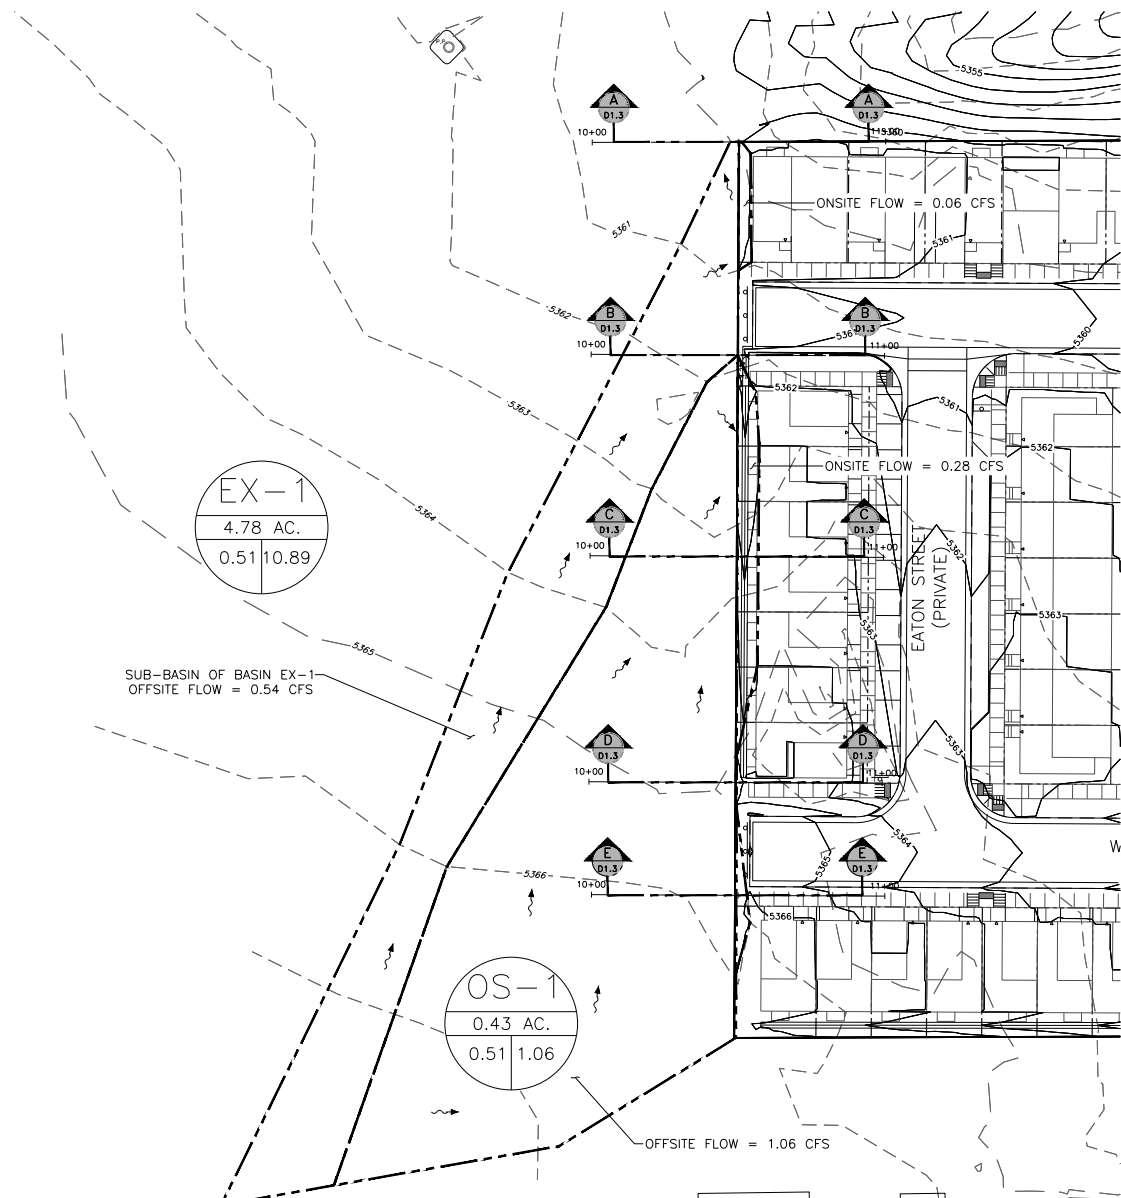 P.P.
5355
A
D1.3
10+00
A
D1.3
5360
ONSITE FLOW = 0.06 CFS
5361
5361
5362
B
D1.3
10+00
B
D1.3
11+00
5360
5362
5363
5361
5362
ONSITE FLOW = 0.28 CFS
EX-1
4.78 AC.
0.51 10.89
5364
C
D1.3
10+00
C
D1.3
11+00
5362
EATON STREET
(PRIVATE)
5363
5363
5365
SUB-BASIN OF BASIN EX-1
OFFSITE FLOW = 0.54 CFS
D
D1.3
10+00
D
D1.3
11+00
5363
5364
5365
W
E
D1.3
10+00
E
D1.3
11+00
5366
5366
OS-1
0.43 AC.
0.51 1.06
OFFSITE FLOW = 1.06 CFS